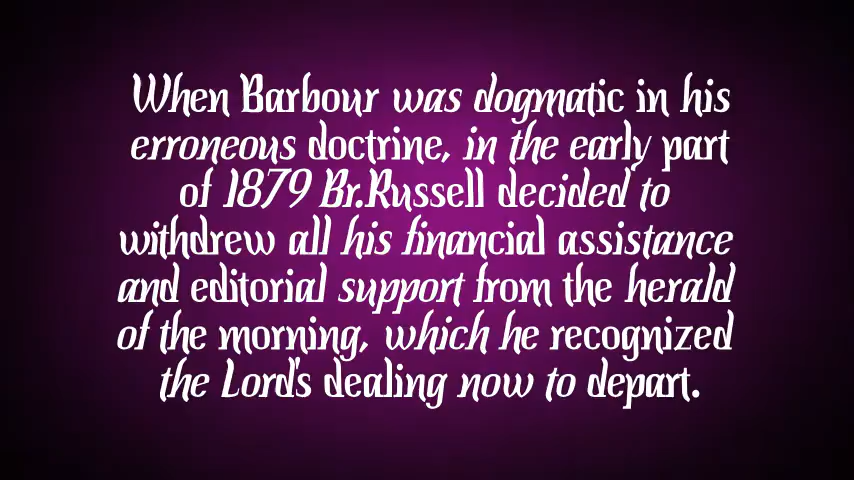 When Barbour was dogmatic in his
erroneous doctrine, in the early part
of 1879 Br.Russell decided to
withdrew all his financial assistance
and editorial support from the herald
of the morning, which he recognized
the Lord's dealing now to depart.